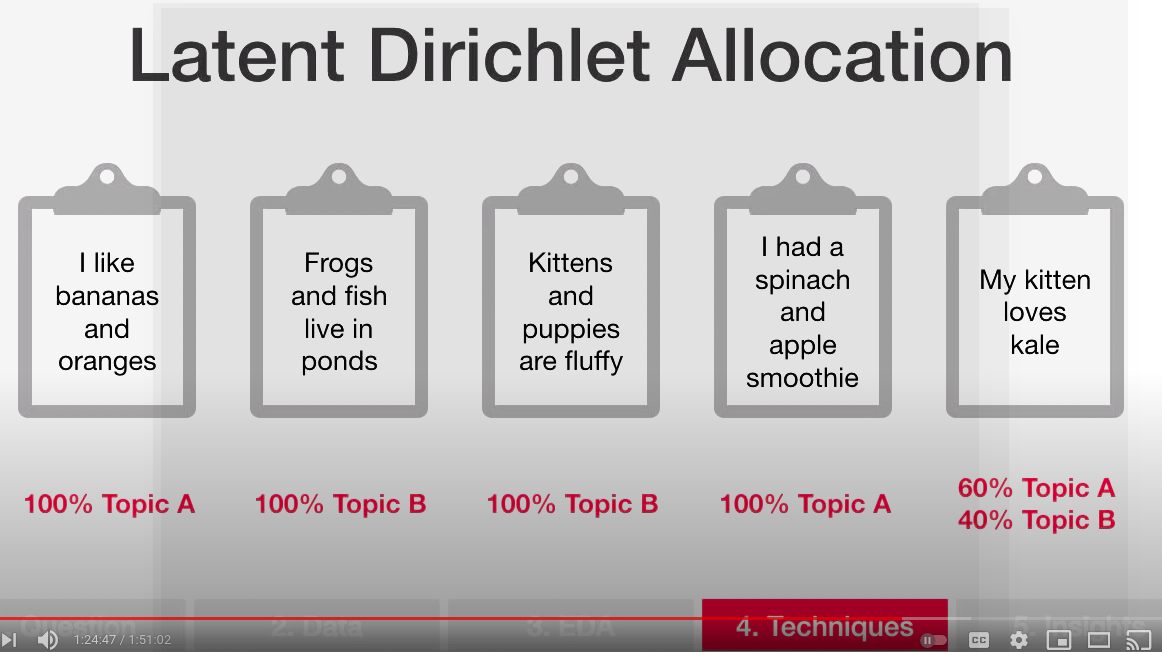 Latent Dirichlet Allocation
I like
bananas
and
oranges
Frogs
and fish
live in
ponds
Kittens
and
puppies
are fluffy
I had a
spinach
and
apple
smoothie
My kitten
loves
kale
100% Topic A
100% Topic B
100% Topic B
100% Topic A
60% Topic A
40% Topic B
Question
2. Data
3. EDA
4. Techniques
5. Insights
1:24:47 / 1:51:02
CC